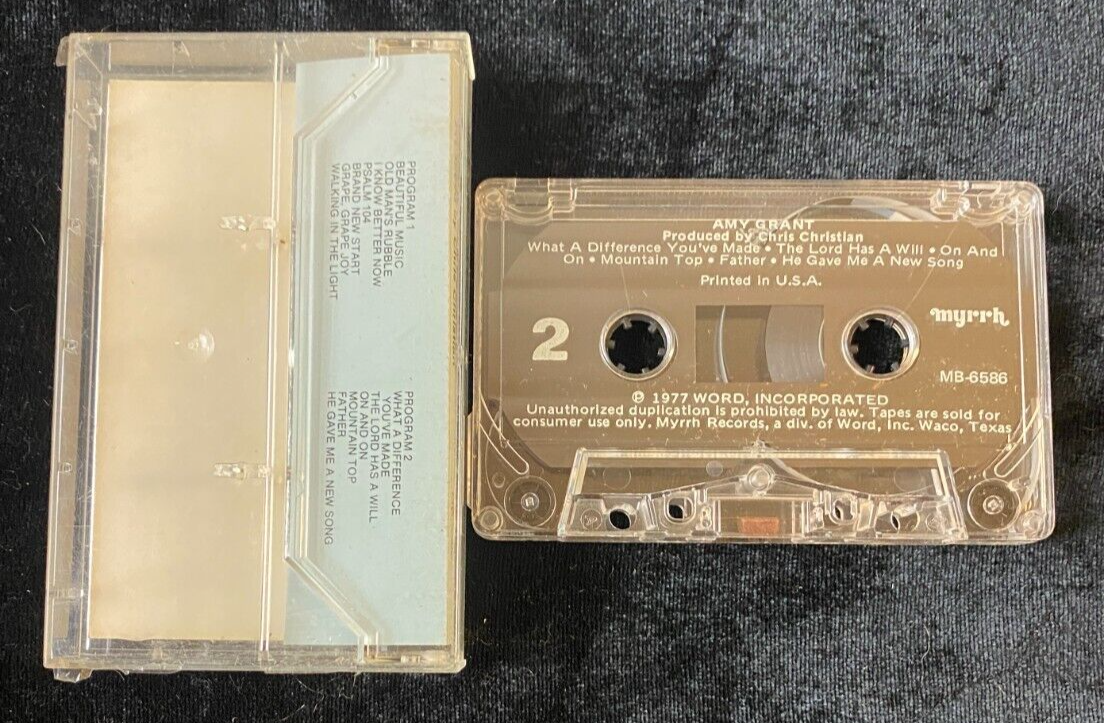 PROGRAM 1
BEAUTIFUL MUSIC
OLD MAN'S RUBBLE
I KNOW BETTER NOW
PSALM 104
BRAND NEW START
GRAPE, GRAPE JOY
WALKING IN THE LIGHT
PROGRAM 2
WHAT A DIFFERENCE
YOU'VE MADE
THE LORD HAS A WILL
ON AND ON
MOUNTAIN TOP
FATHER
HE GAVE ME A NEW SONG
AMY GRANT
Produced by Chris Christian
What A Difference You've Made • The Lord Has A Will • On And
On • Mountain Top • Father • He Gave Me A New Song
Printed in U.S.A.
2
myrrh
MB-6586
℗ 1977 WORD, INCORPORATED
Unauthorized duplication is prohibited by law. Tapes are sold for
consumer use only. Myrrh Records, a div. of Word, Inc. Waco, Texas